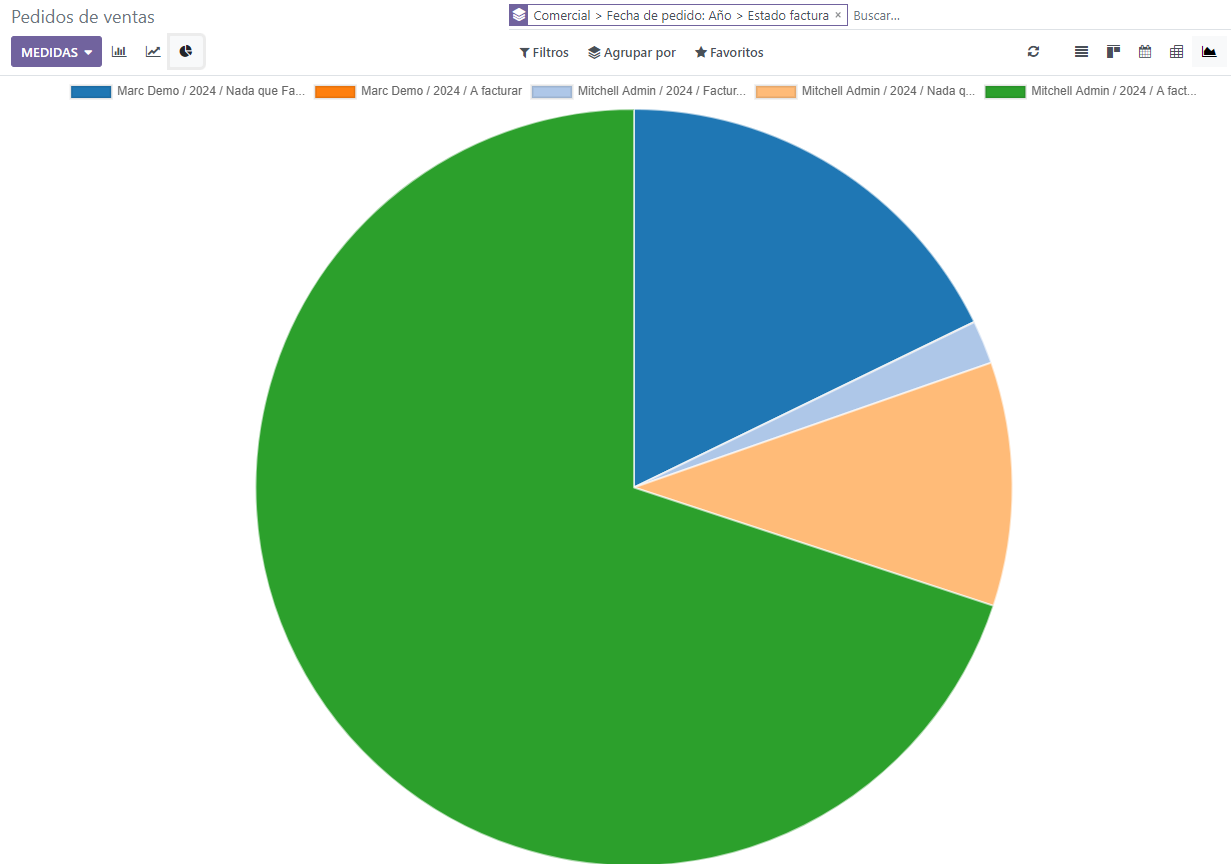 Pedidos de ventas
Comercial > Fecha de pedido: Año > Estado factura × Buscar...
MEDIDAS Filtros Agrupar por Favoritos
Marc Demo / 2024 / Nada que Fa... Marc Demo / 2024 / A facturar Mitchell Admin / 2024 / Factur... Mitchell Admin / 2024 / Nada q... Mitchell Admin / 2024 / A fact...